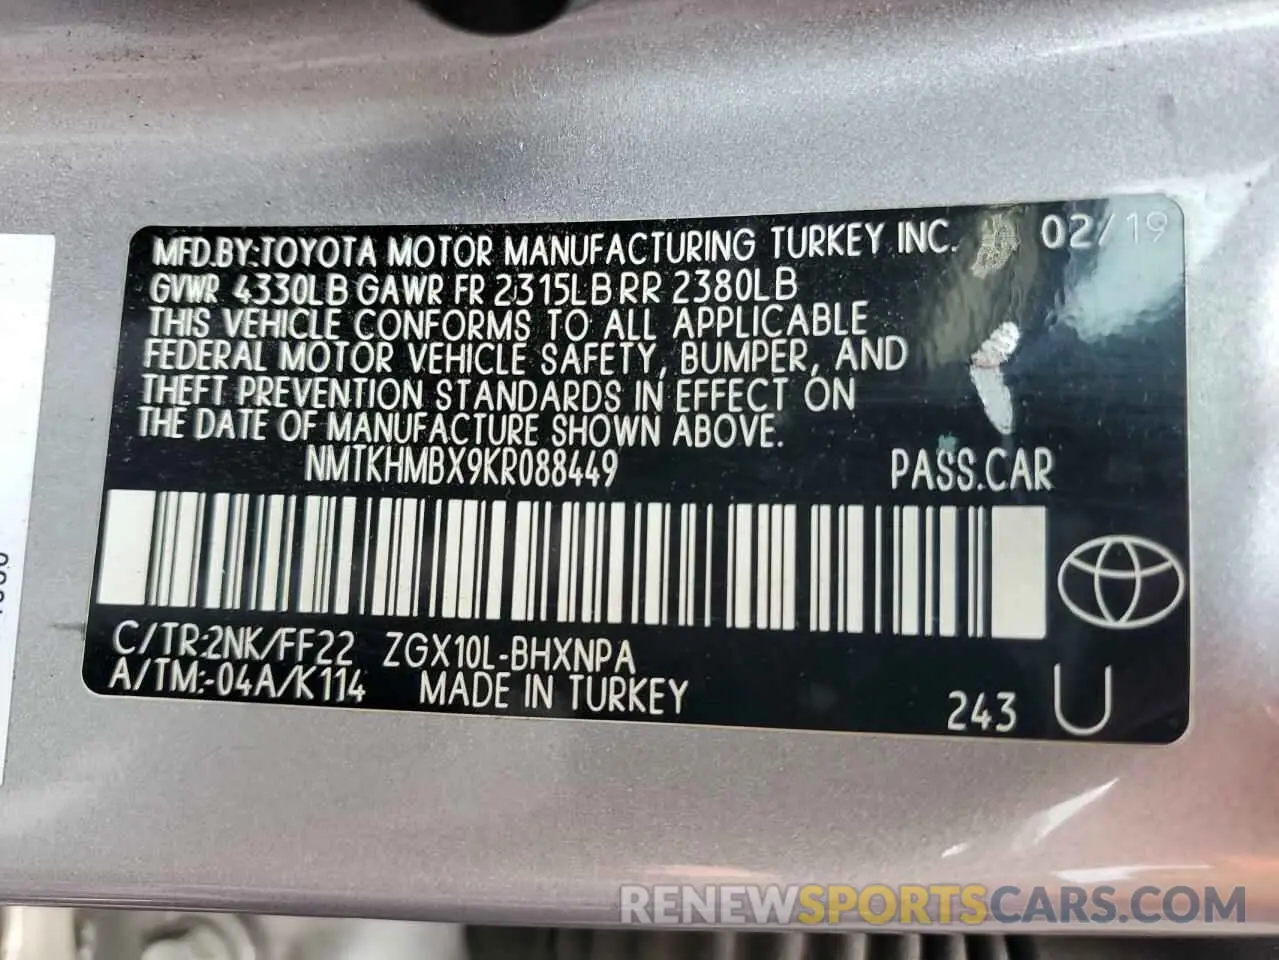 MFD.BY:TOYOTA MOTOR MANUFACTURING TURKEY INC. 02/19
GVWR 4330LB GAWR FR 2315LB RR 2380LB
THIS VEHICLE CONFORMS TO ALL APPLICABLE
FEDERAL MOTOR VEHICLE SAFETY, BUMPER, AND
THEFT PREVENTION STANDARDS IN EFFECT ON
THE DATE OF MANUFACTURE SHOWN ABOVE.
NMTKHMBX9KR088449 PASS.CAR
C/TR:2NK/FF22 ZGX10L-BHXNPA
A/TM:-04A/K114 MADE IN TURKEY 243 U
RENEWSPORTSCARS.COM